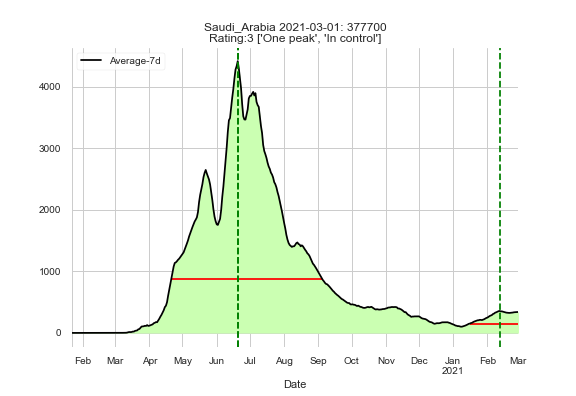 Saudi_Arabia 2021-03-01: 377700
Rating:3 ['One peak', 'In control']
Average-7d
4000
3000
2000
1000
0
Feb Mar Apr May Jun Jul Aug Sep Oct Nov Dec Jan Feb Mar
2021
Date